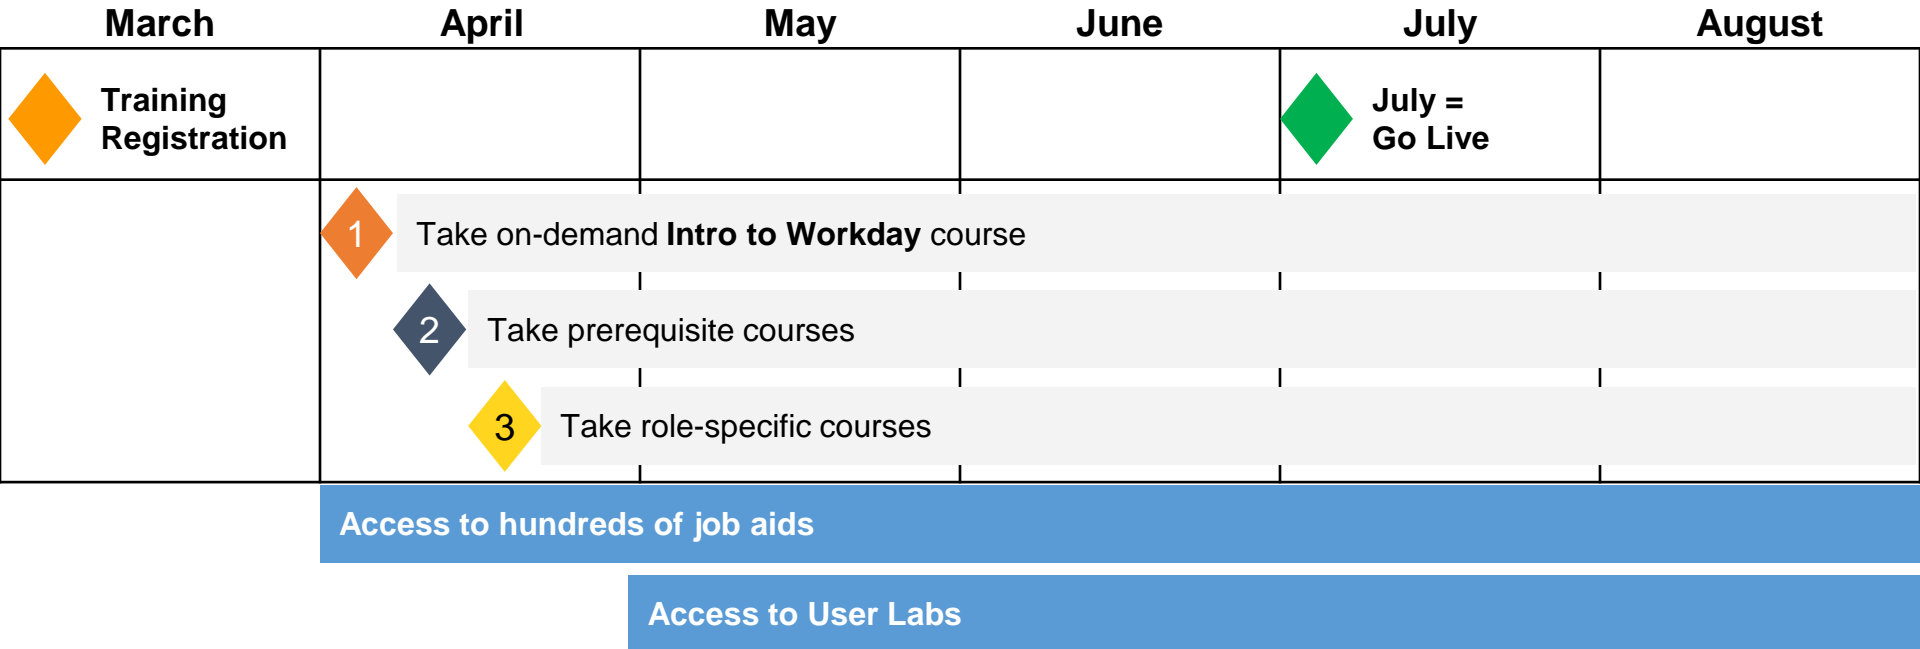 March April May June July August
Training
Registration
July =
Go Live
1 Take on-demand Intro to Workday course
2 Take prerequisite courses
3 Take role-specific courses
Access to hundreds of job aids
Access to User Labs